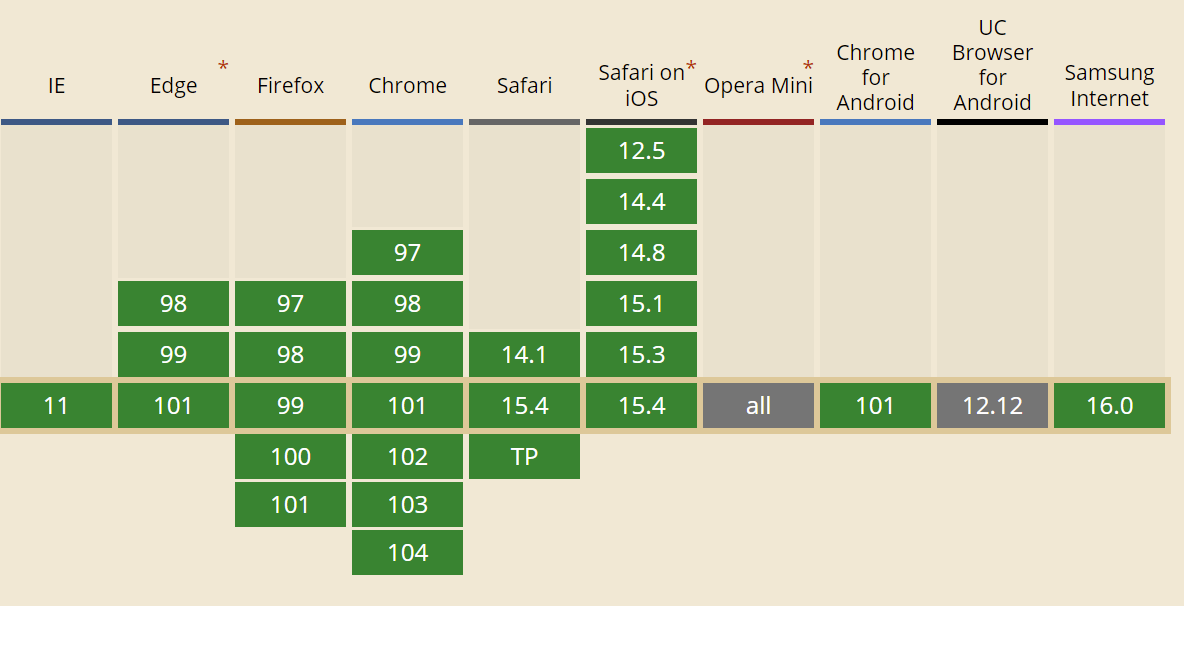 IE
Edge
*
Firefox
Chrome
Safari
Safari on*
iOS
Opera Mini
*
Chrome
for
Android
UC
Browser
for
Android
Samsung
Internet
12.5
14.4
97
14.8
98
97
98
15.1
99
98
99
14.1
15.3
11
101
99
101
15.4
15.4
all
101
12.12
16.0
100
102
TP
101
103
104